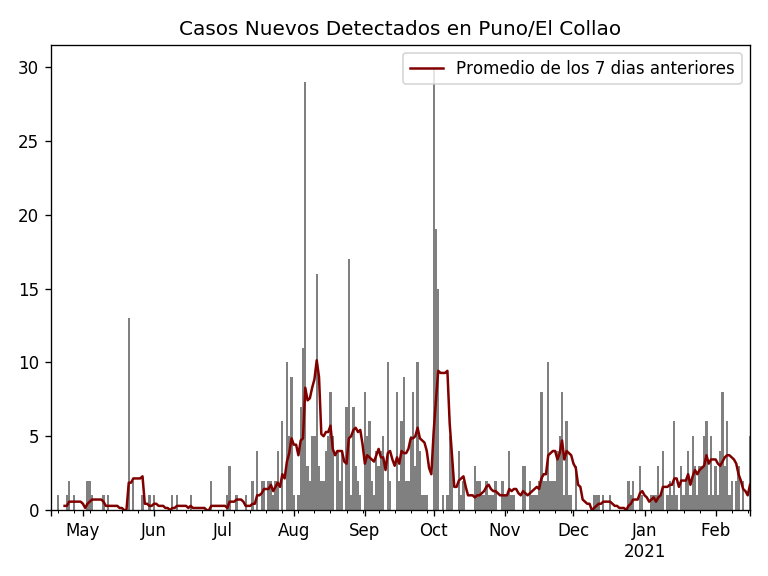 Casos Nuevos Detectados en Puno/El Collao
Promedio de los 7 dias anteriores
30
25
20
15
10
5
0
May Jun Jul Aug Sep Oct Nov Dec Jan Feb
2021